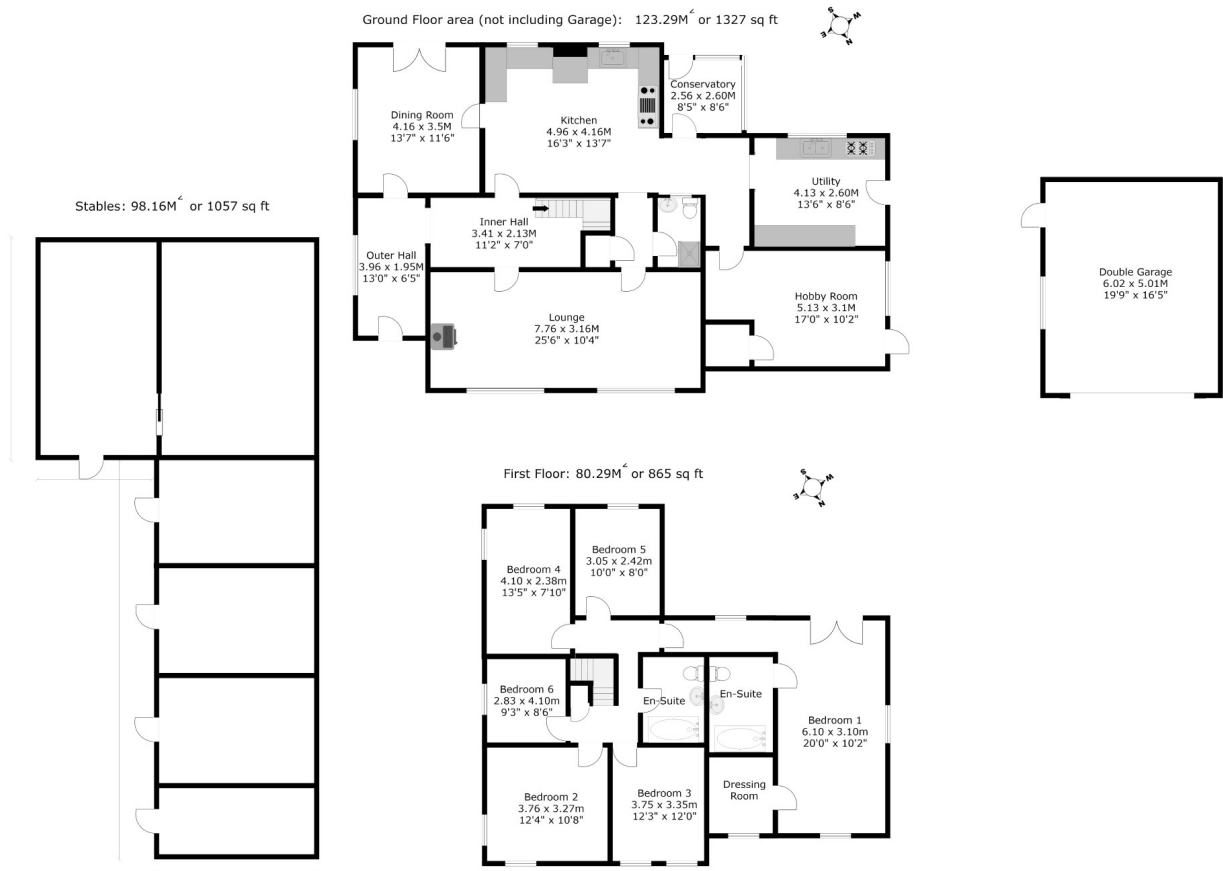 Ground Floor area (not including Garage): 123.29M² or 1327 sq ft
S
W
E
N
Conservatory
2.56 x 2.60M
8'5" x 8'6"
Dining Room
4.16 x 3.5M
13'7" x 11'6"
Kitchen
4.96 x 4.16M
16'3" x 13'7"
Utility
4.13 x 2.60M
13'6" x 8'6"
Stables: 98.16M² or 1057 sq ft
Inner Hall
3.41 x 2.13M
11'2" x 7'0"
Outer Hall
3.96 x 1.95M
13'0" x 6'5"
Double Garage
6.02 x 5.01M
19'9" x 16'5"
Hobby Room
5.13 x 3.1M
17'0" x 10'2"
Lounge
7.76 x 3.16M
25'6" x 10'4"
First Floor: 80.29M² or 865 sq ft
S
W
E
N
Bedroom 5
3.05 x 2.42m
10'0" x 8'0"
Bedroom 4
4.10 x 2.38m
13'5" x 7'10"
Bedroom 6
2.83 x 4.10m
9'3" x 8'6"
En-Suite
En-Suite
Bedroom 1
6.10 x 3.10m
20'0" x 10'2"
Dressing
Room
Bedroom 2
3.76 x 3.27m
12'4" x 10'8"
Bedroom 3
3.75 x 3.35m
12'3" x 12'0"